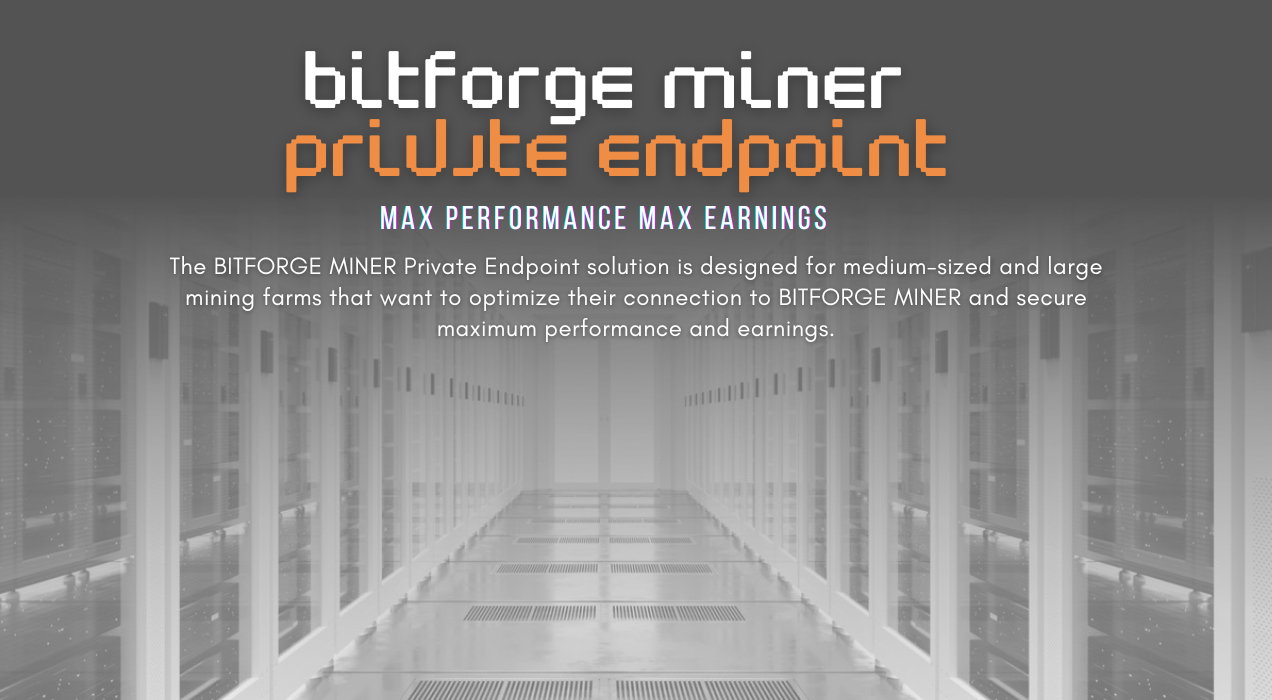 bitforge miner
private endpoint
MAX PERFORMANCE MAX EARNINGS
The BITFORGE MINER Private Endpoint solution is designed for medium-sized and large
mining farms that want to optimize their connection to BITFORGE MINER and secure
maximum performance and earnings.